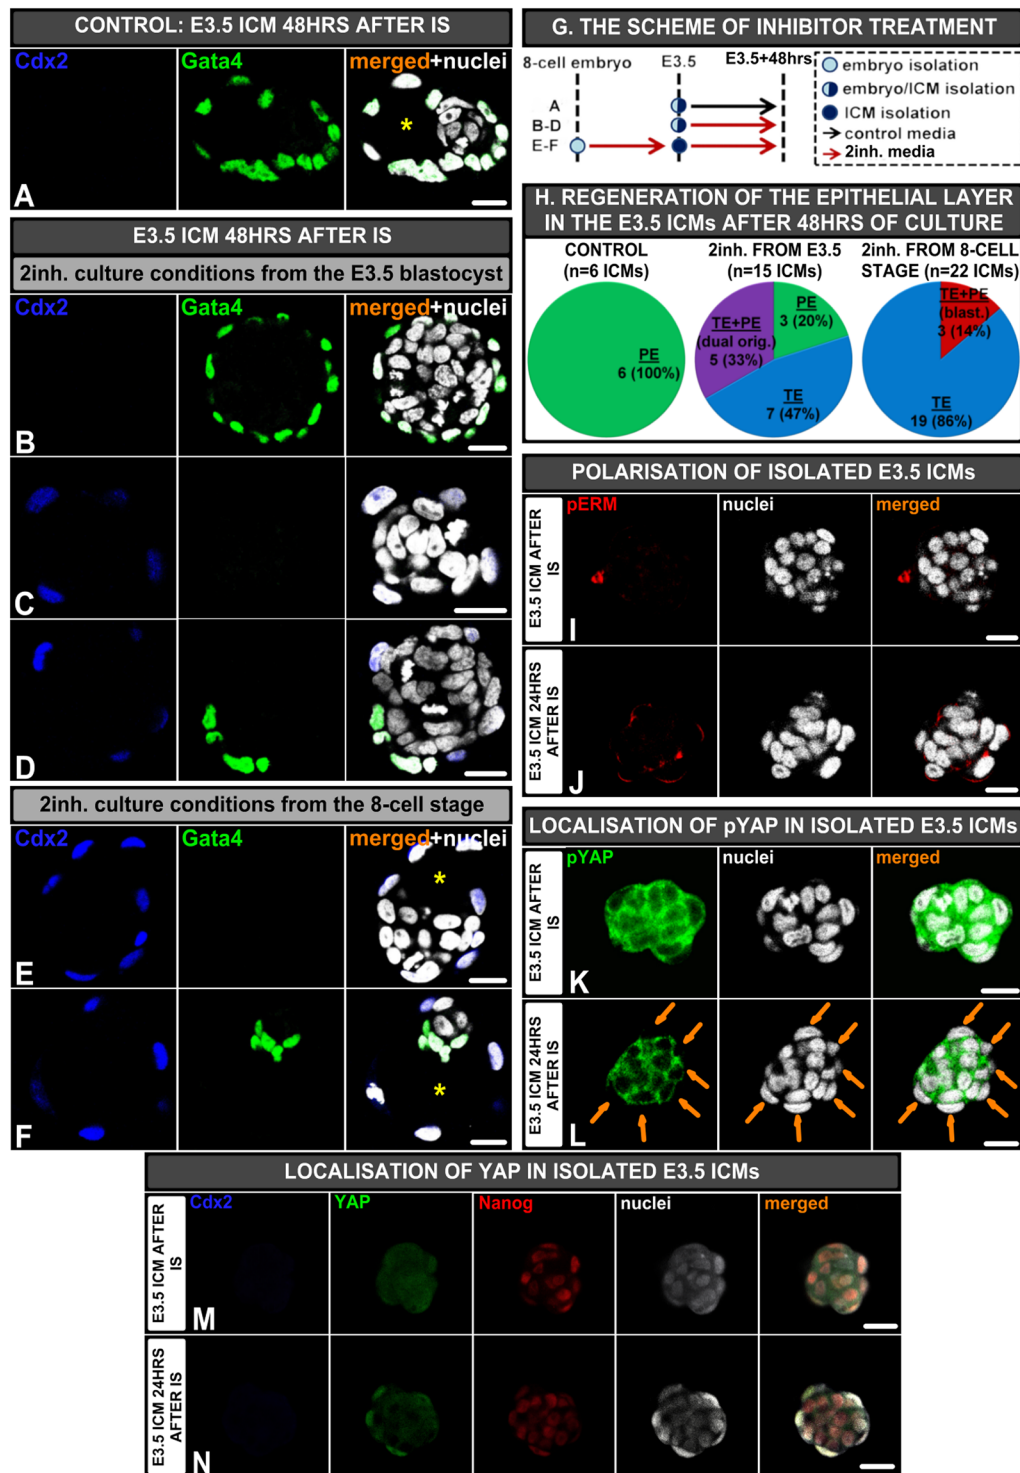 CONTROL: E3.5 ICM 48HRS AFTER IS
Cdx2
Gata4
merged+nuclei
*
A
E3.5 ICM 48HRS AFTER IS
2inh. culture conditions from the E3.5 blastocyst
Cdx2
Gata4
merged+nuclei
B
C
D
2inh. culture conditions from the 8-cell stage
Cdx2
Gata4
merged+nuclei
*
E
*
F
G. THE SCHEME OF INHIBITOR TREATMENT
8-cell embryo
E3.5
E3.5+48hrs
A
B-D
E-F
embryo isolation
embryo/ICM isolation
ICM isolation
control media
2inh. media
H. REGENERATION OF THE EPITHELIAL LAYER
IN THE E3.5 ICMs AFTER 48HRS OF CULTURE
CONTROL
(n=6 ICMs)
2inh. FROM E3.5
(n=15 ICMs)
2inh. FROM 8-CELL
STAGE (n=22 ICMs)
PE
6 (100%)
PE
3 (20%)
TE+PE
(dual orig.)
5 (33%)
TE
7 (47%)
TE+PE
(blast.)
3 (14%)
TE
19 (86%)
POLARISATION OF ISOLATED E3.5 ICMs
E3.5 ICM AFTER
IS
pERM
nuclei
merged
I
E3.5 ICM 24HRS
AFTER IS
J
LOCALISATION OF pYAP IN ISOLATED E3.5 ICMs
E3.5 ICM AFTER
IS
pYAP
nuclei
merged
K
E3.5 ICM 24HRS
AFTER IS
L
LOCALISATION OF YAP IN ISOLATED E3.5 ICMs
E3.5 ICM AFTER
IS
Cdx2
YAP
Nanog
nuclei
merged
M
E3.5 ICM 24HRS
AFTER IS
N